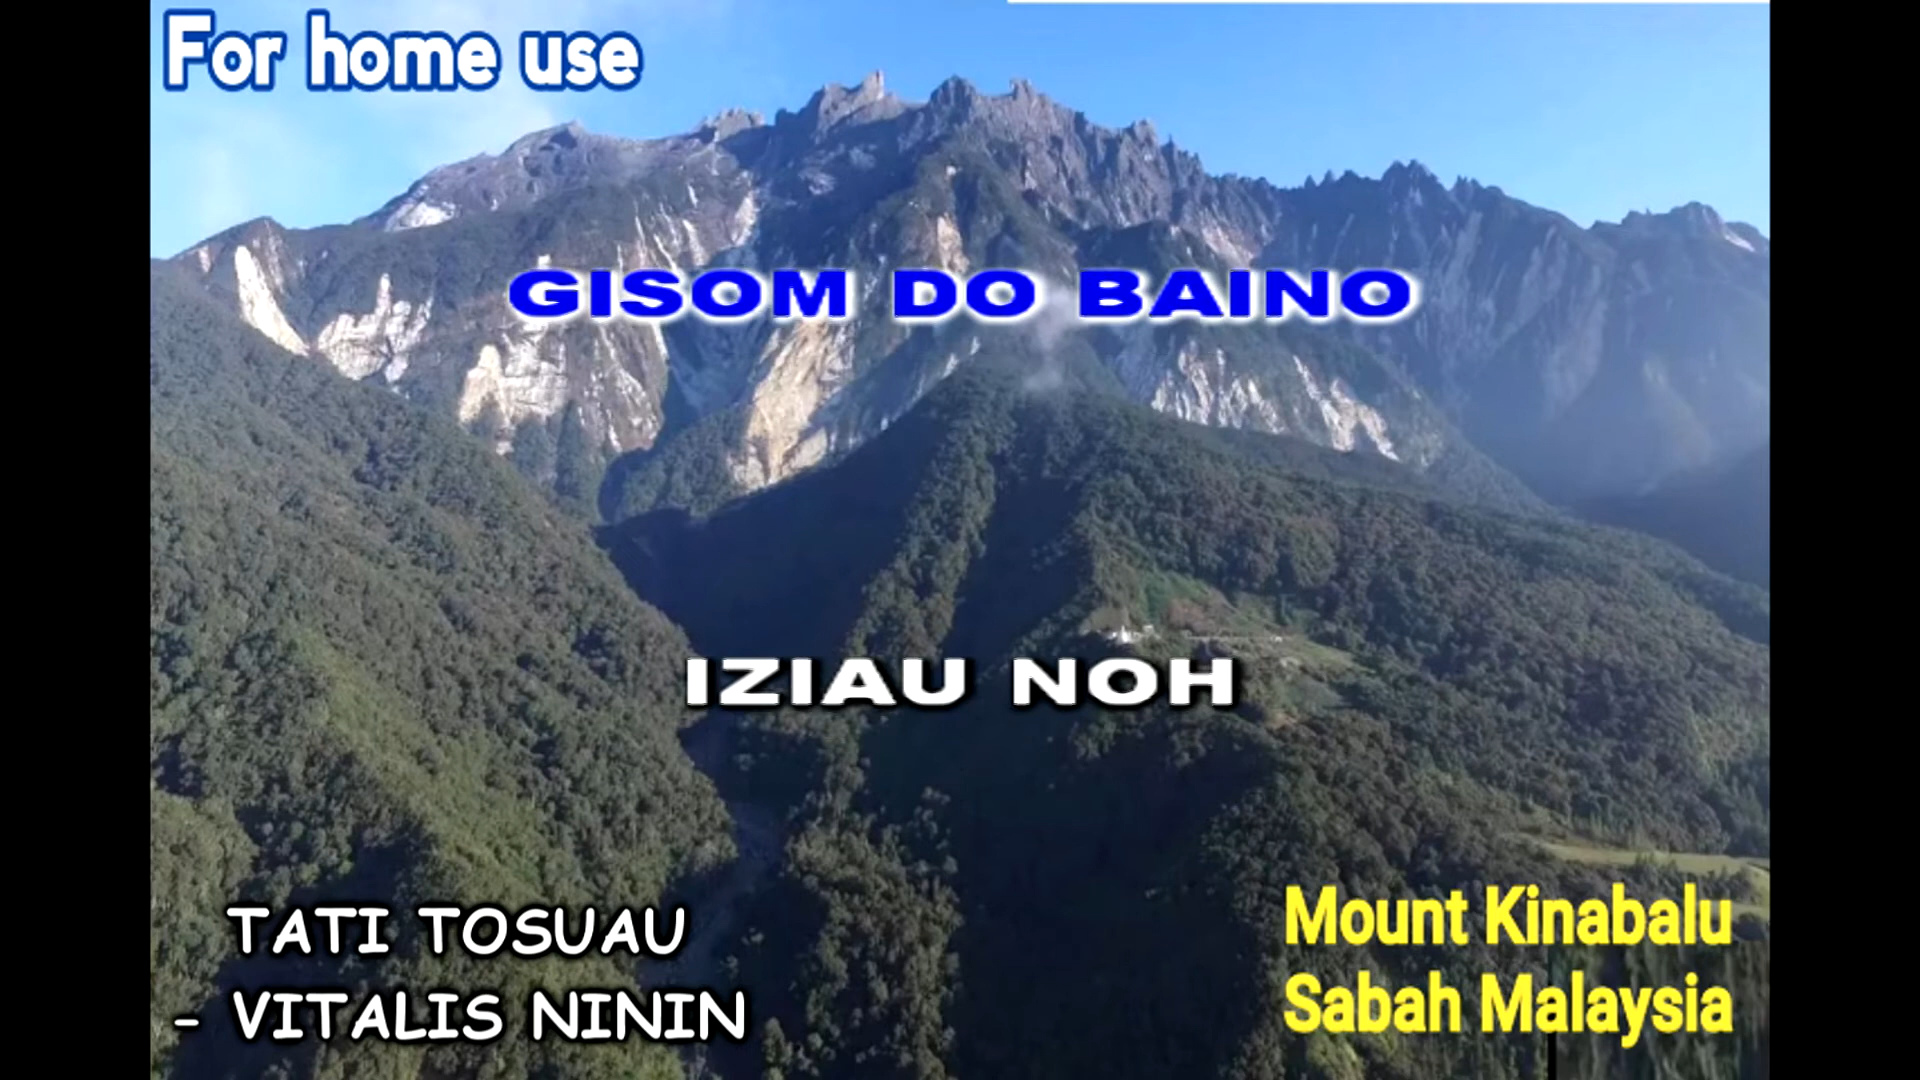 For home use
GISOM DO BAINO
IZIAU NOH
TATI TOSUAU
- VITALIS NININ
Mount Kinabalu
Sabah Malaysia